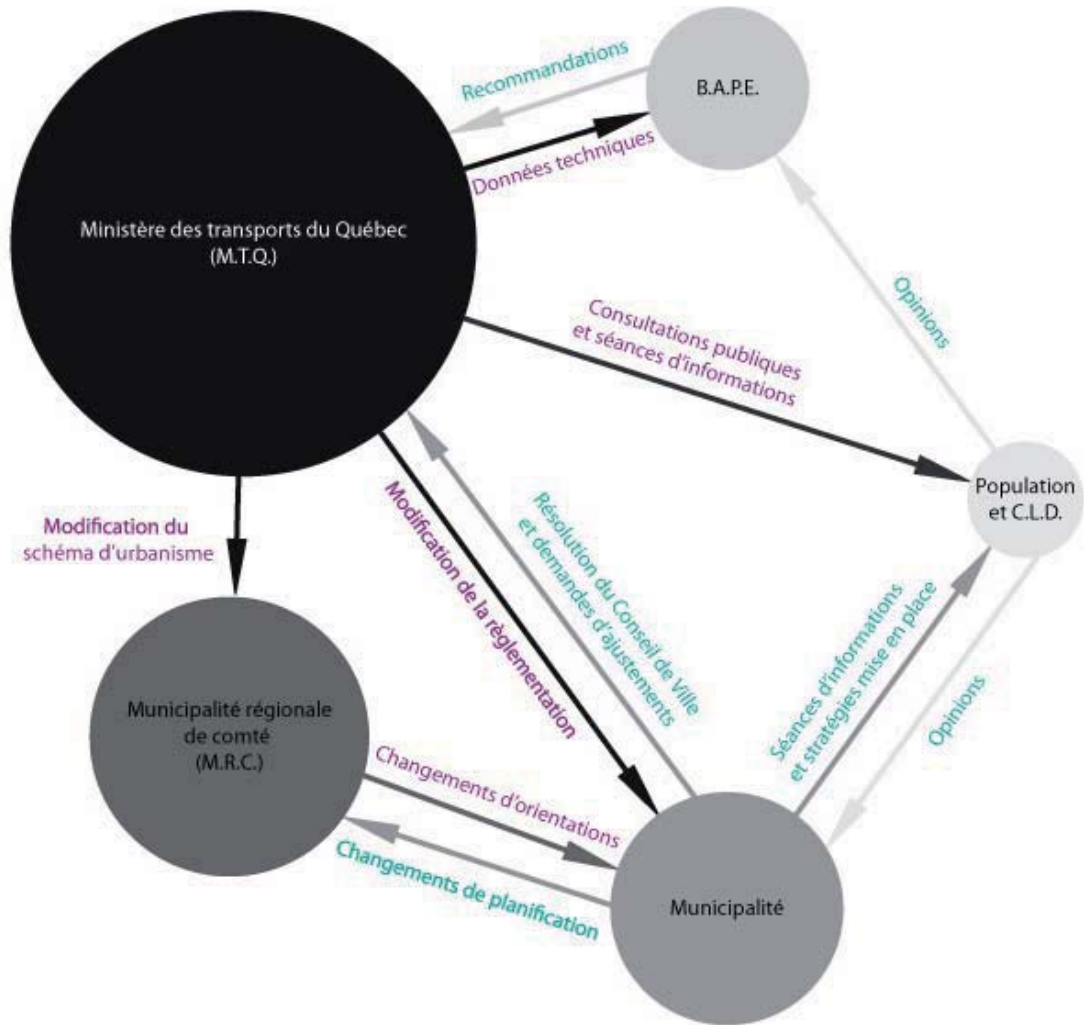 Recommandations
B.A.P.E.
Données techniques
Ministère des transports du Québec
(M.T.Q.)
Consultations publiques
et séances d'informations
Opinions
Population
et C.L.D.
Modification du
schéma d'urbanisme
Modification de la règlementation
Résolution du Conseil de Ville
et demandes d'ajustements
Séances d'informations
et stratégies mise en place
Opinions
Municipalité régionale
de comté
(M.R.C.)
Changements d'orientations
Changements de planification
Municipalité